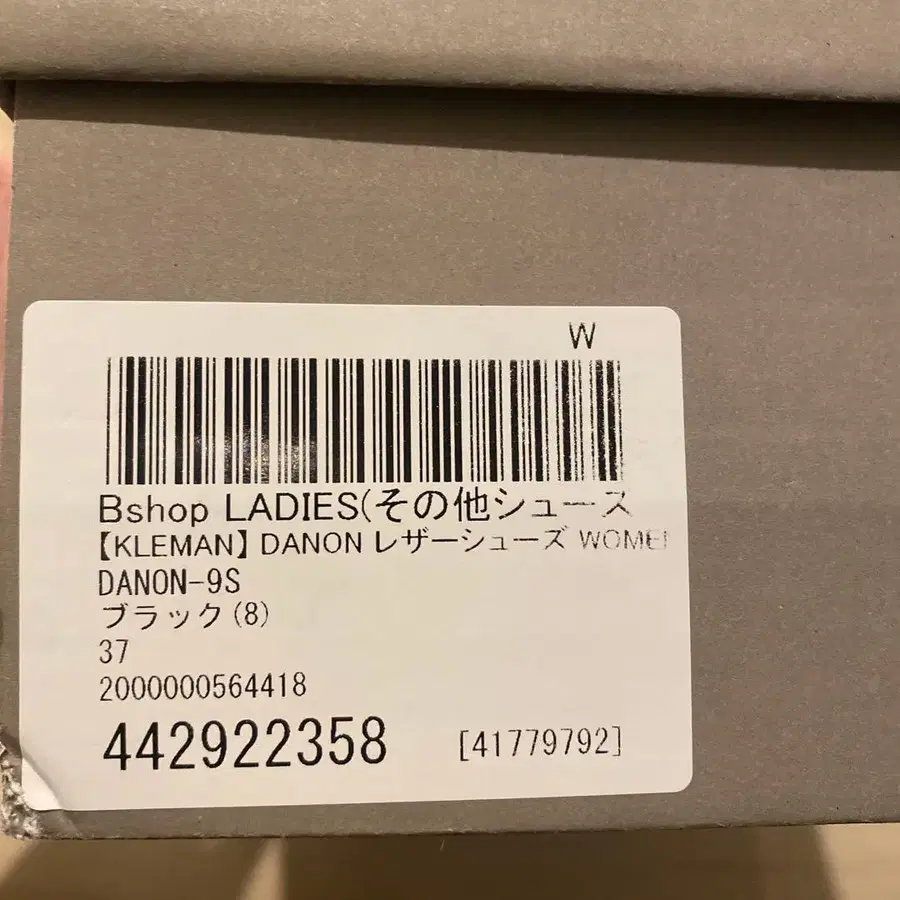 W
Bshop LADIES(その他シューズ
【KLEMAN】 DANON レザーシューズ WOME
DANON-9S
ブラック(8)
37
2000000564418
442922358 [41779792]